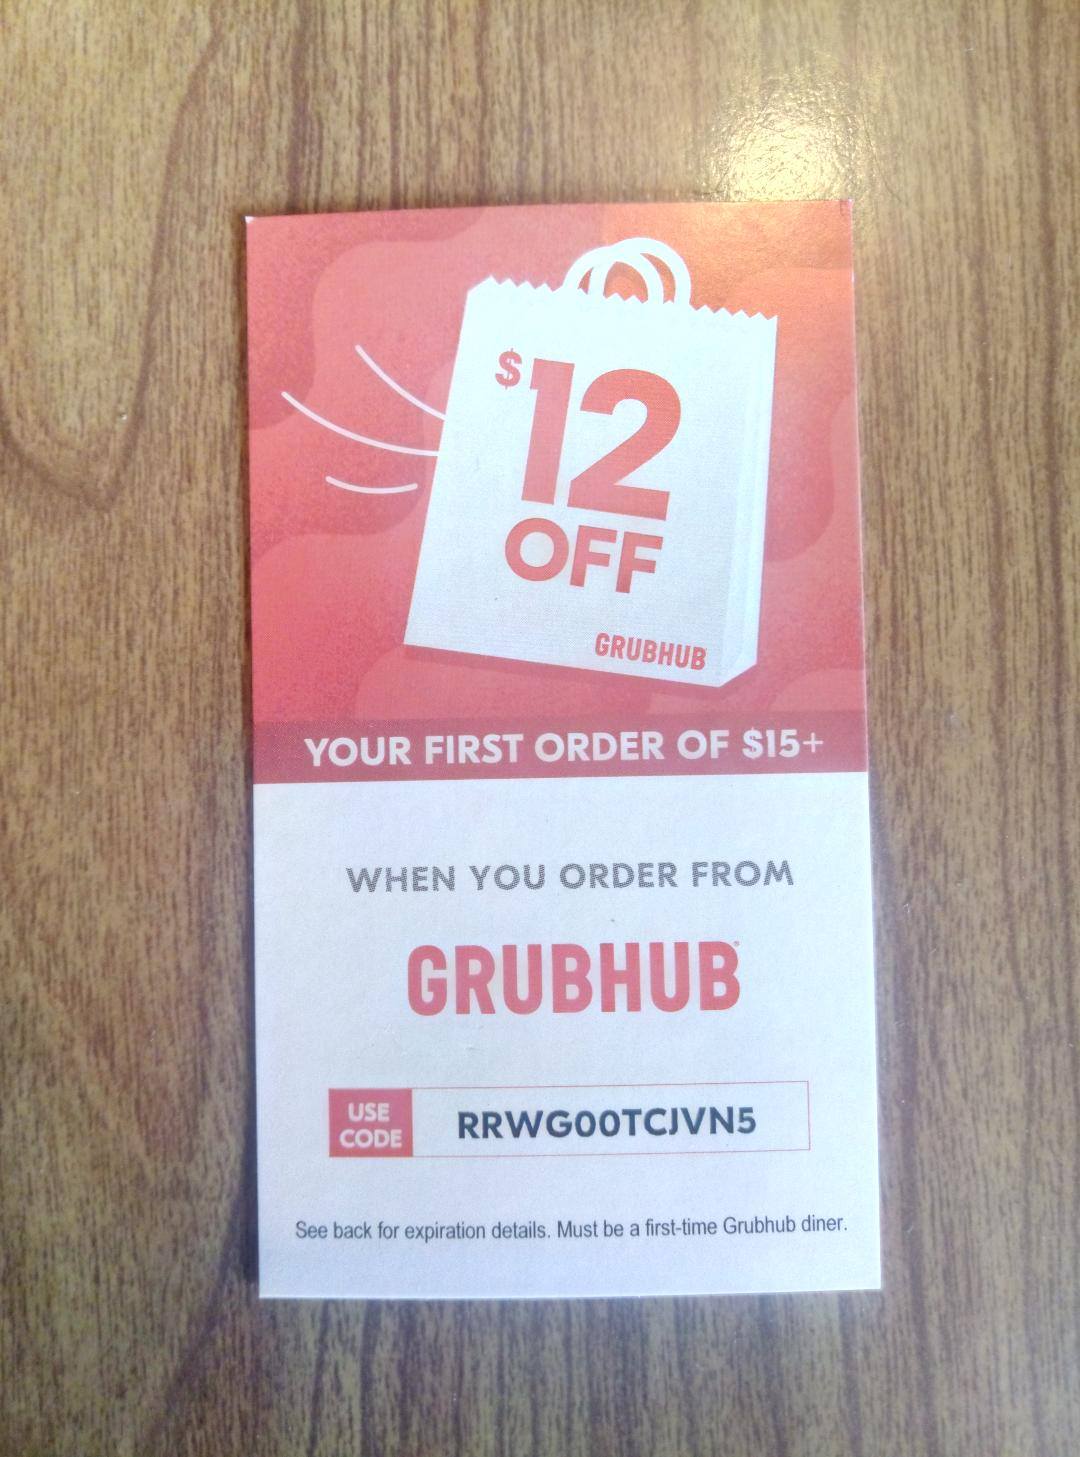 $12
OFF
GRUBHUB
YOUR FIRST ORDER OF $15+
WHEN YOU ORDER FROM
GRUBHUB®
USE
CODE
RRWG00TCJVN5
See back for expiration details. Must be a first-time Grubhub diner.